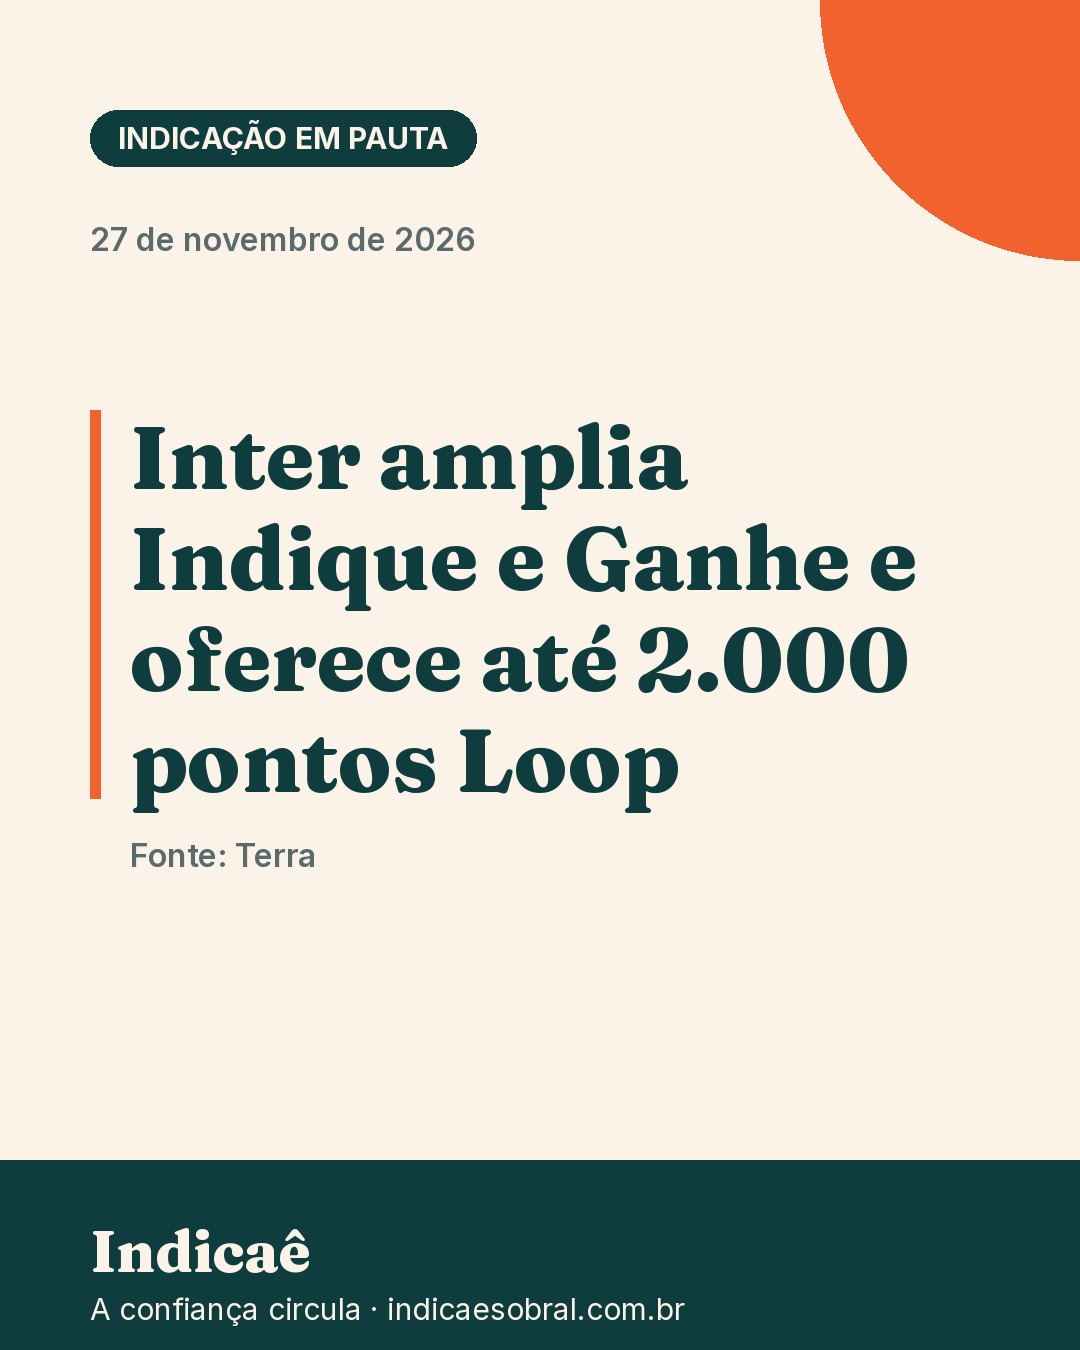 INDICAÇÃO EM PAUTA
27 de novembro de 2026
Inter amplia
Indique e Ganhe e
oferece até 2.000
pontos Loop
Fonte: Terra
Indicaê
A confiança circula · indicaesobral.com.br